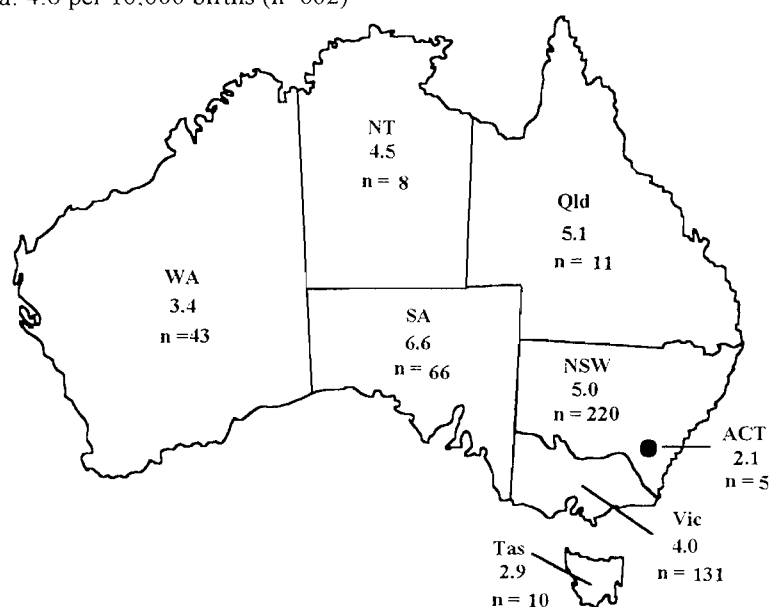 4.6 per 10,000 births (n=602)
NT
4.5
n = 8
Qld
5.1
n = 11
WA
3.4
n =43
SA
6.6
n = 66
NSW
5.0
n = 220
ACT
2.1
n = 5
Vic
4.0
n = 131
Tas
2.9
n = 10